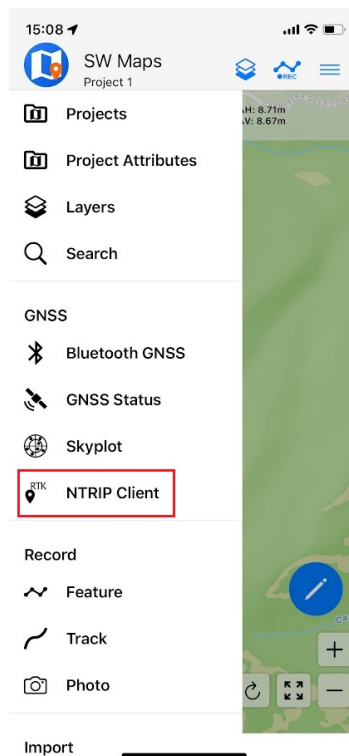 15:08
SW Maps
Project 1
REC
Projects
H: 8.71m
V: 8.67m
Project Attributes
Layers
Search
GNSS
Bluetooth GNSS
GNSS Status
Skyplot
RTK
NTRIP Client
Record
Feature
Track
Photo
Import